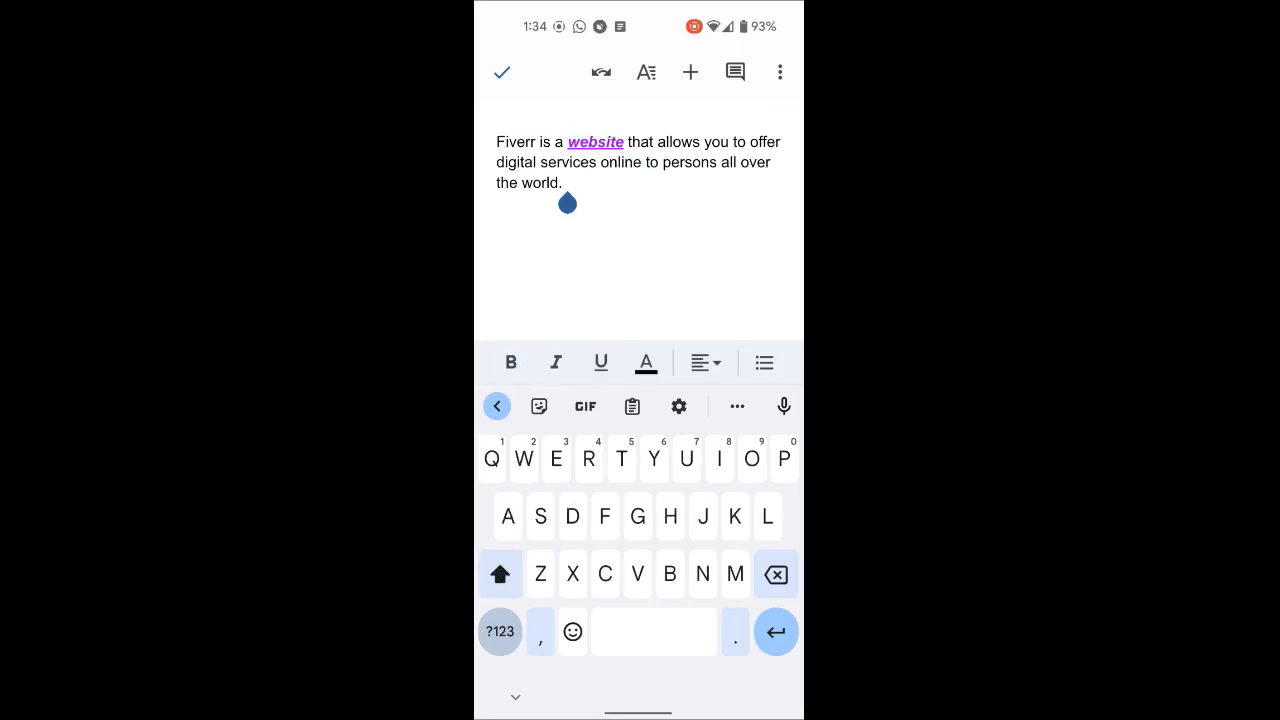 1:34 93%
Fiverr is a website that allows you to offer
digital services online to persons all over
the world.
B I U A
GIF
1 2 3 4 5 6 7 8 9 0
Q W E R T Y U I O P
A S D F G H J K L
Z X C V B N M
?123 , .